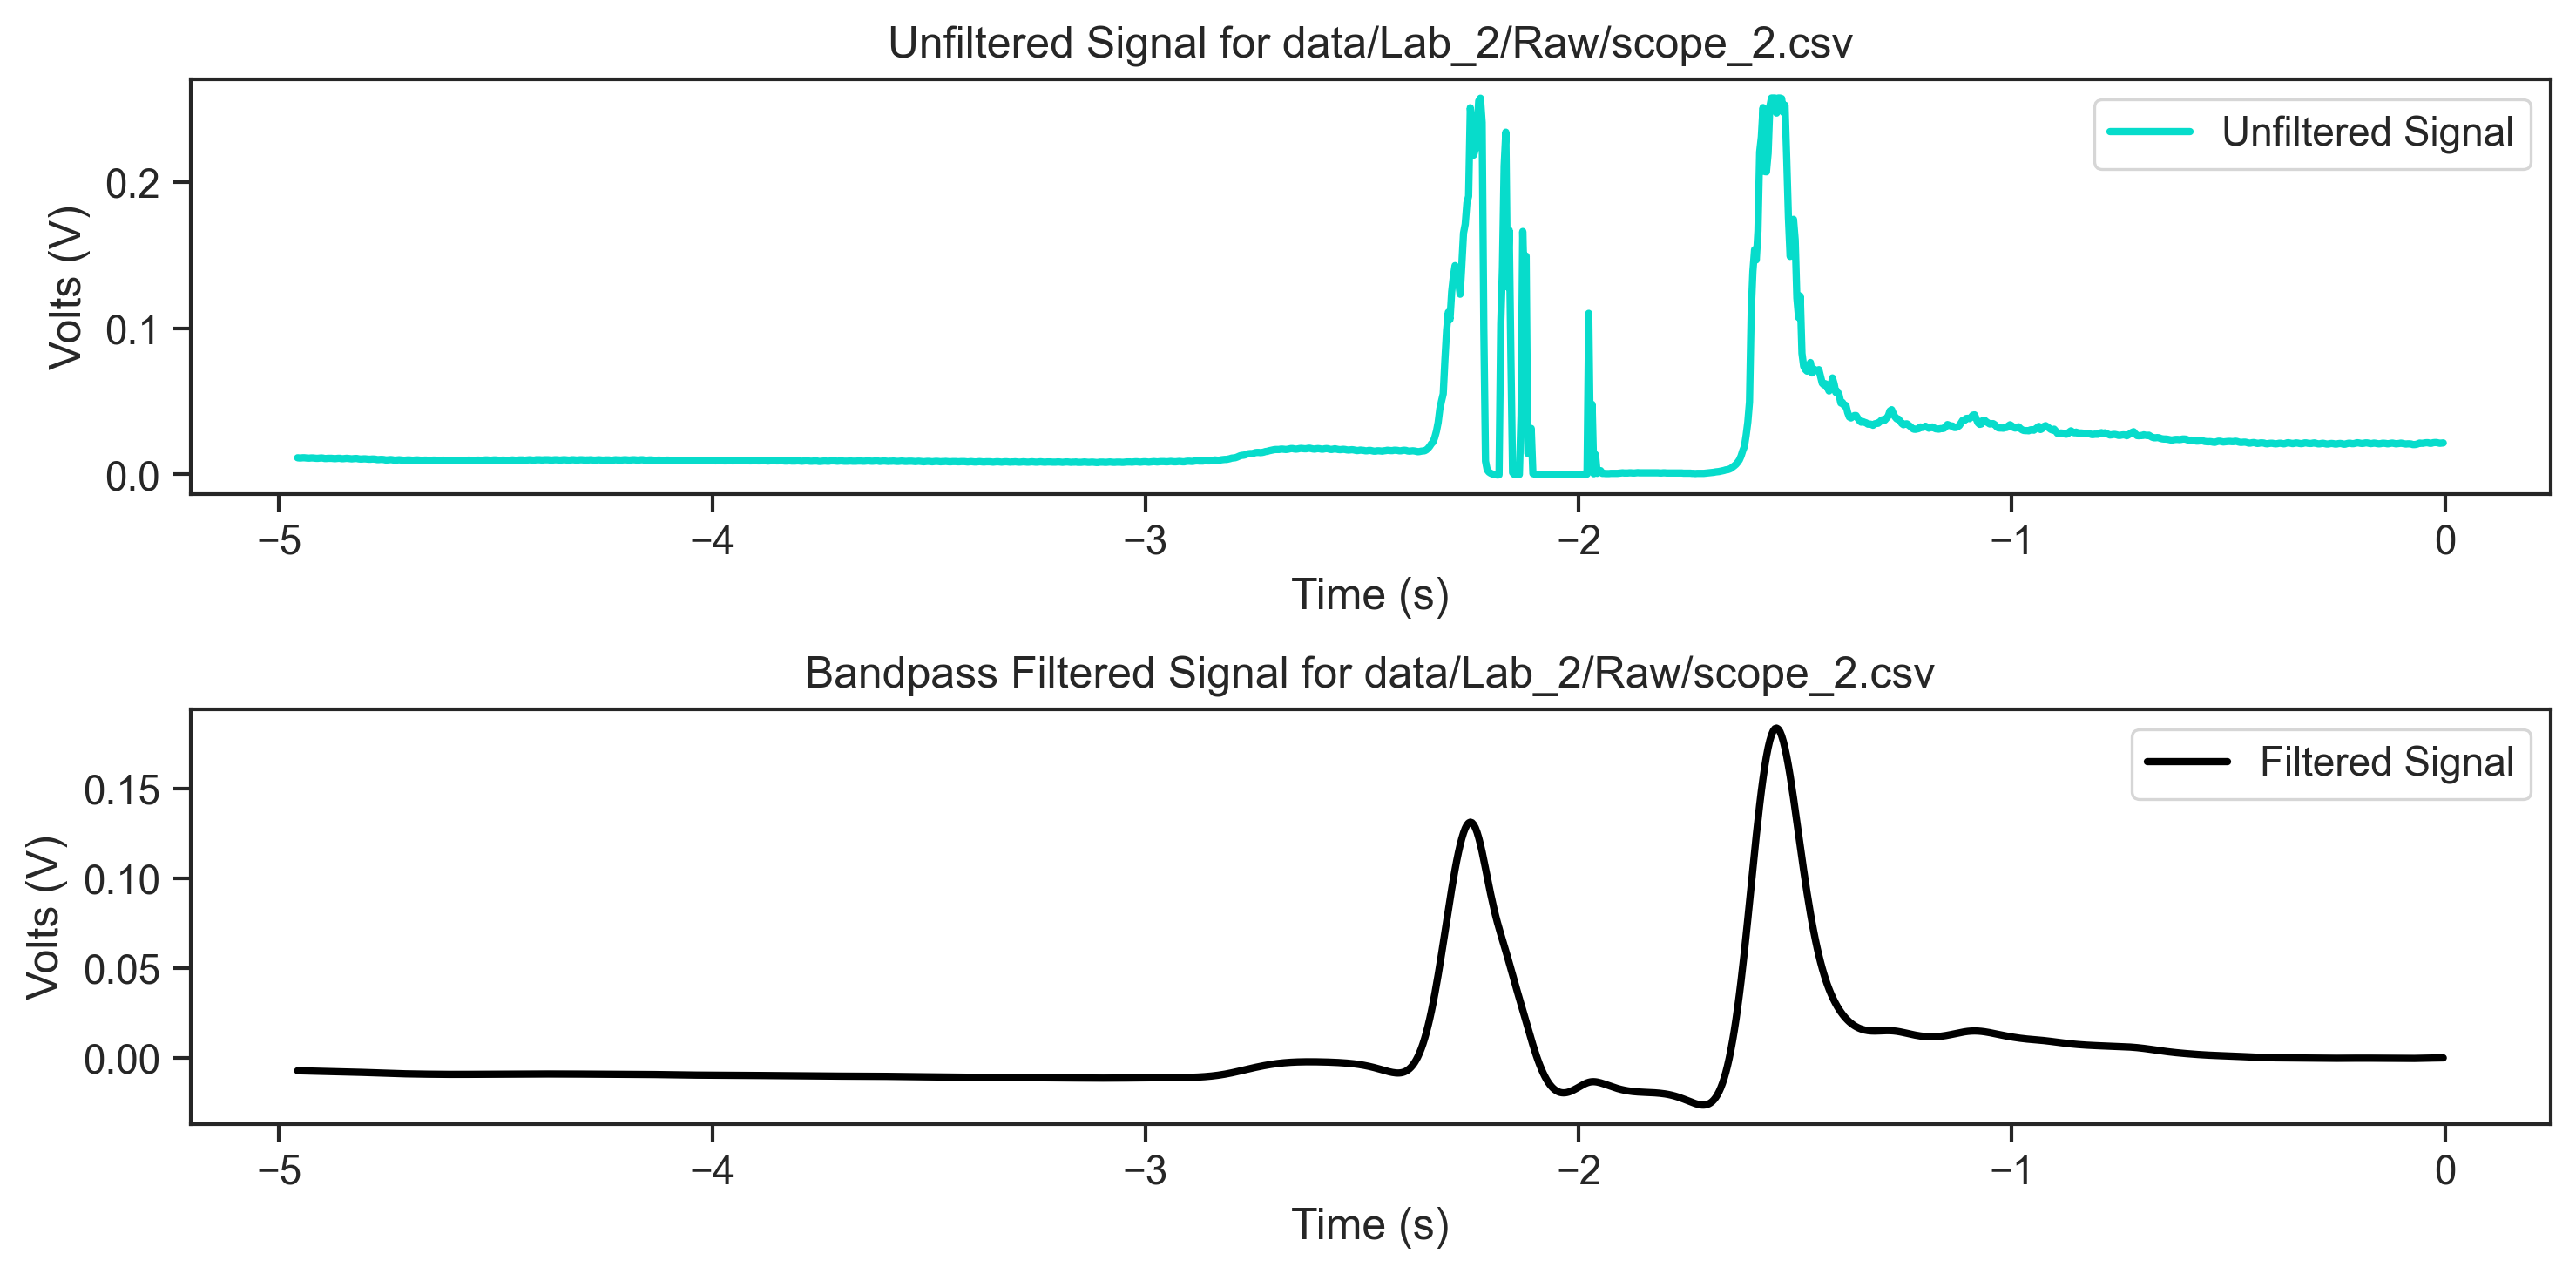 Unfiltered Signal for data/Lab_2/Raw/scope_2.csv
Unfiltered Signal
Volts (V)
0.2
0.1
0.0
−5 −4 −3 −2 −1 0
Time (s)
Bandpass Filtered Signal for data/Lab_2/Raw/scope_2.csv
Filtered Signal
Volts (V)
0.15
0.10
0.05
0.00
−5 −4 −3 −2 −1 0
Time (s)